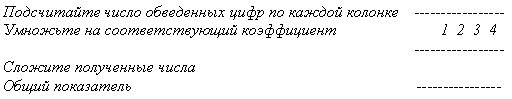 Подсчитайте число обведенных цифр по каждой колонке -----------------
Умножьте на соответствующий коэффициент 1 2 3 4
-----------------
Сложите полученные числа
Общий показатель ----------------